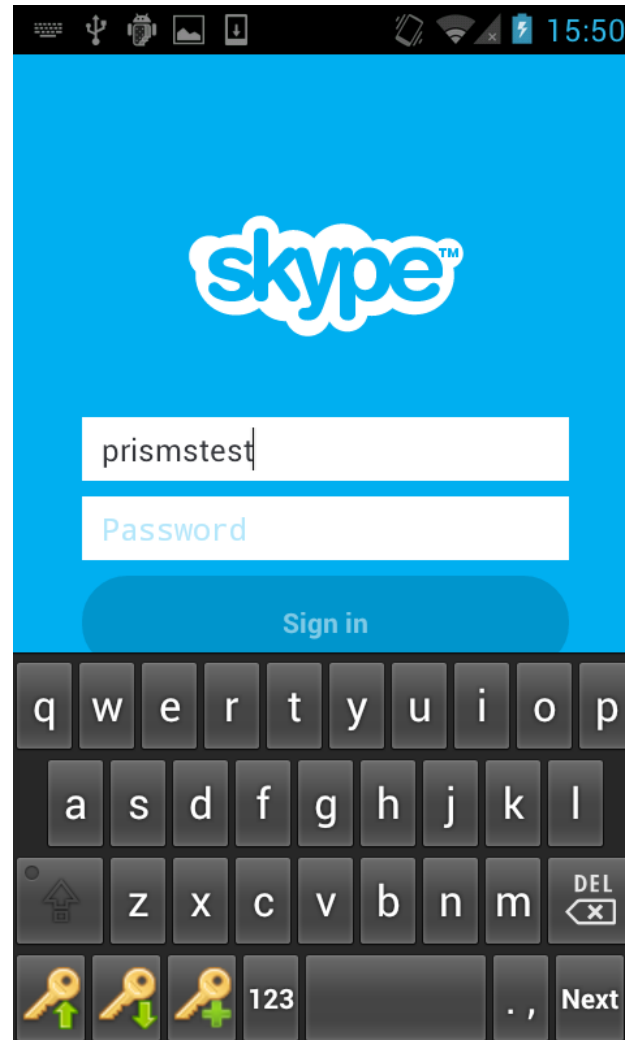 15:50
skype™
prismstest
Password
Sign in
q w e r t y u i o p
a s d f g h j k l
z x c v b n m DEL
123 . , Next